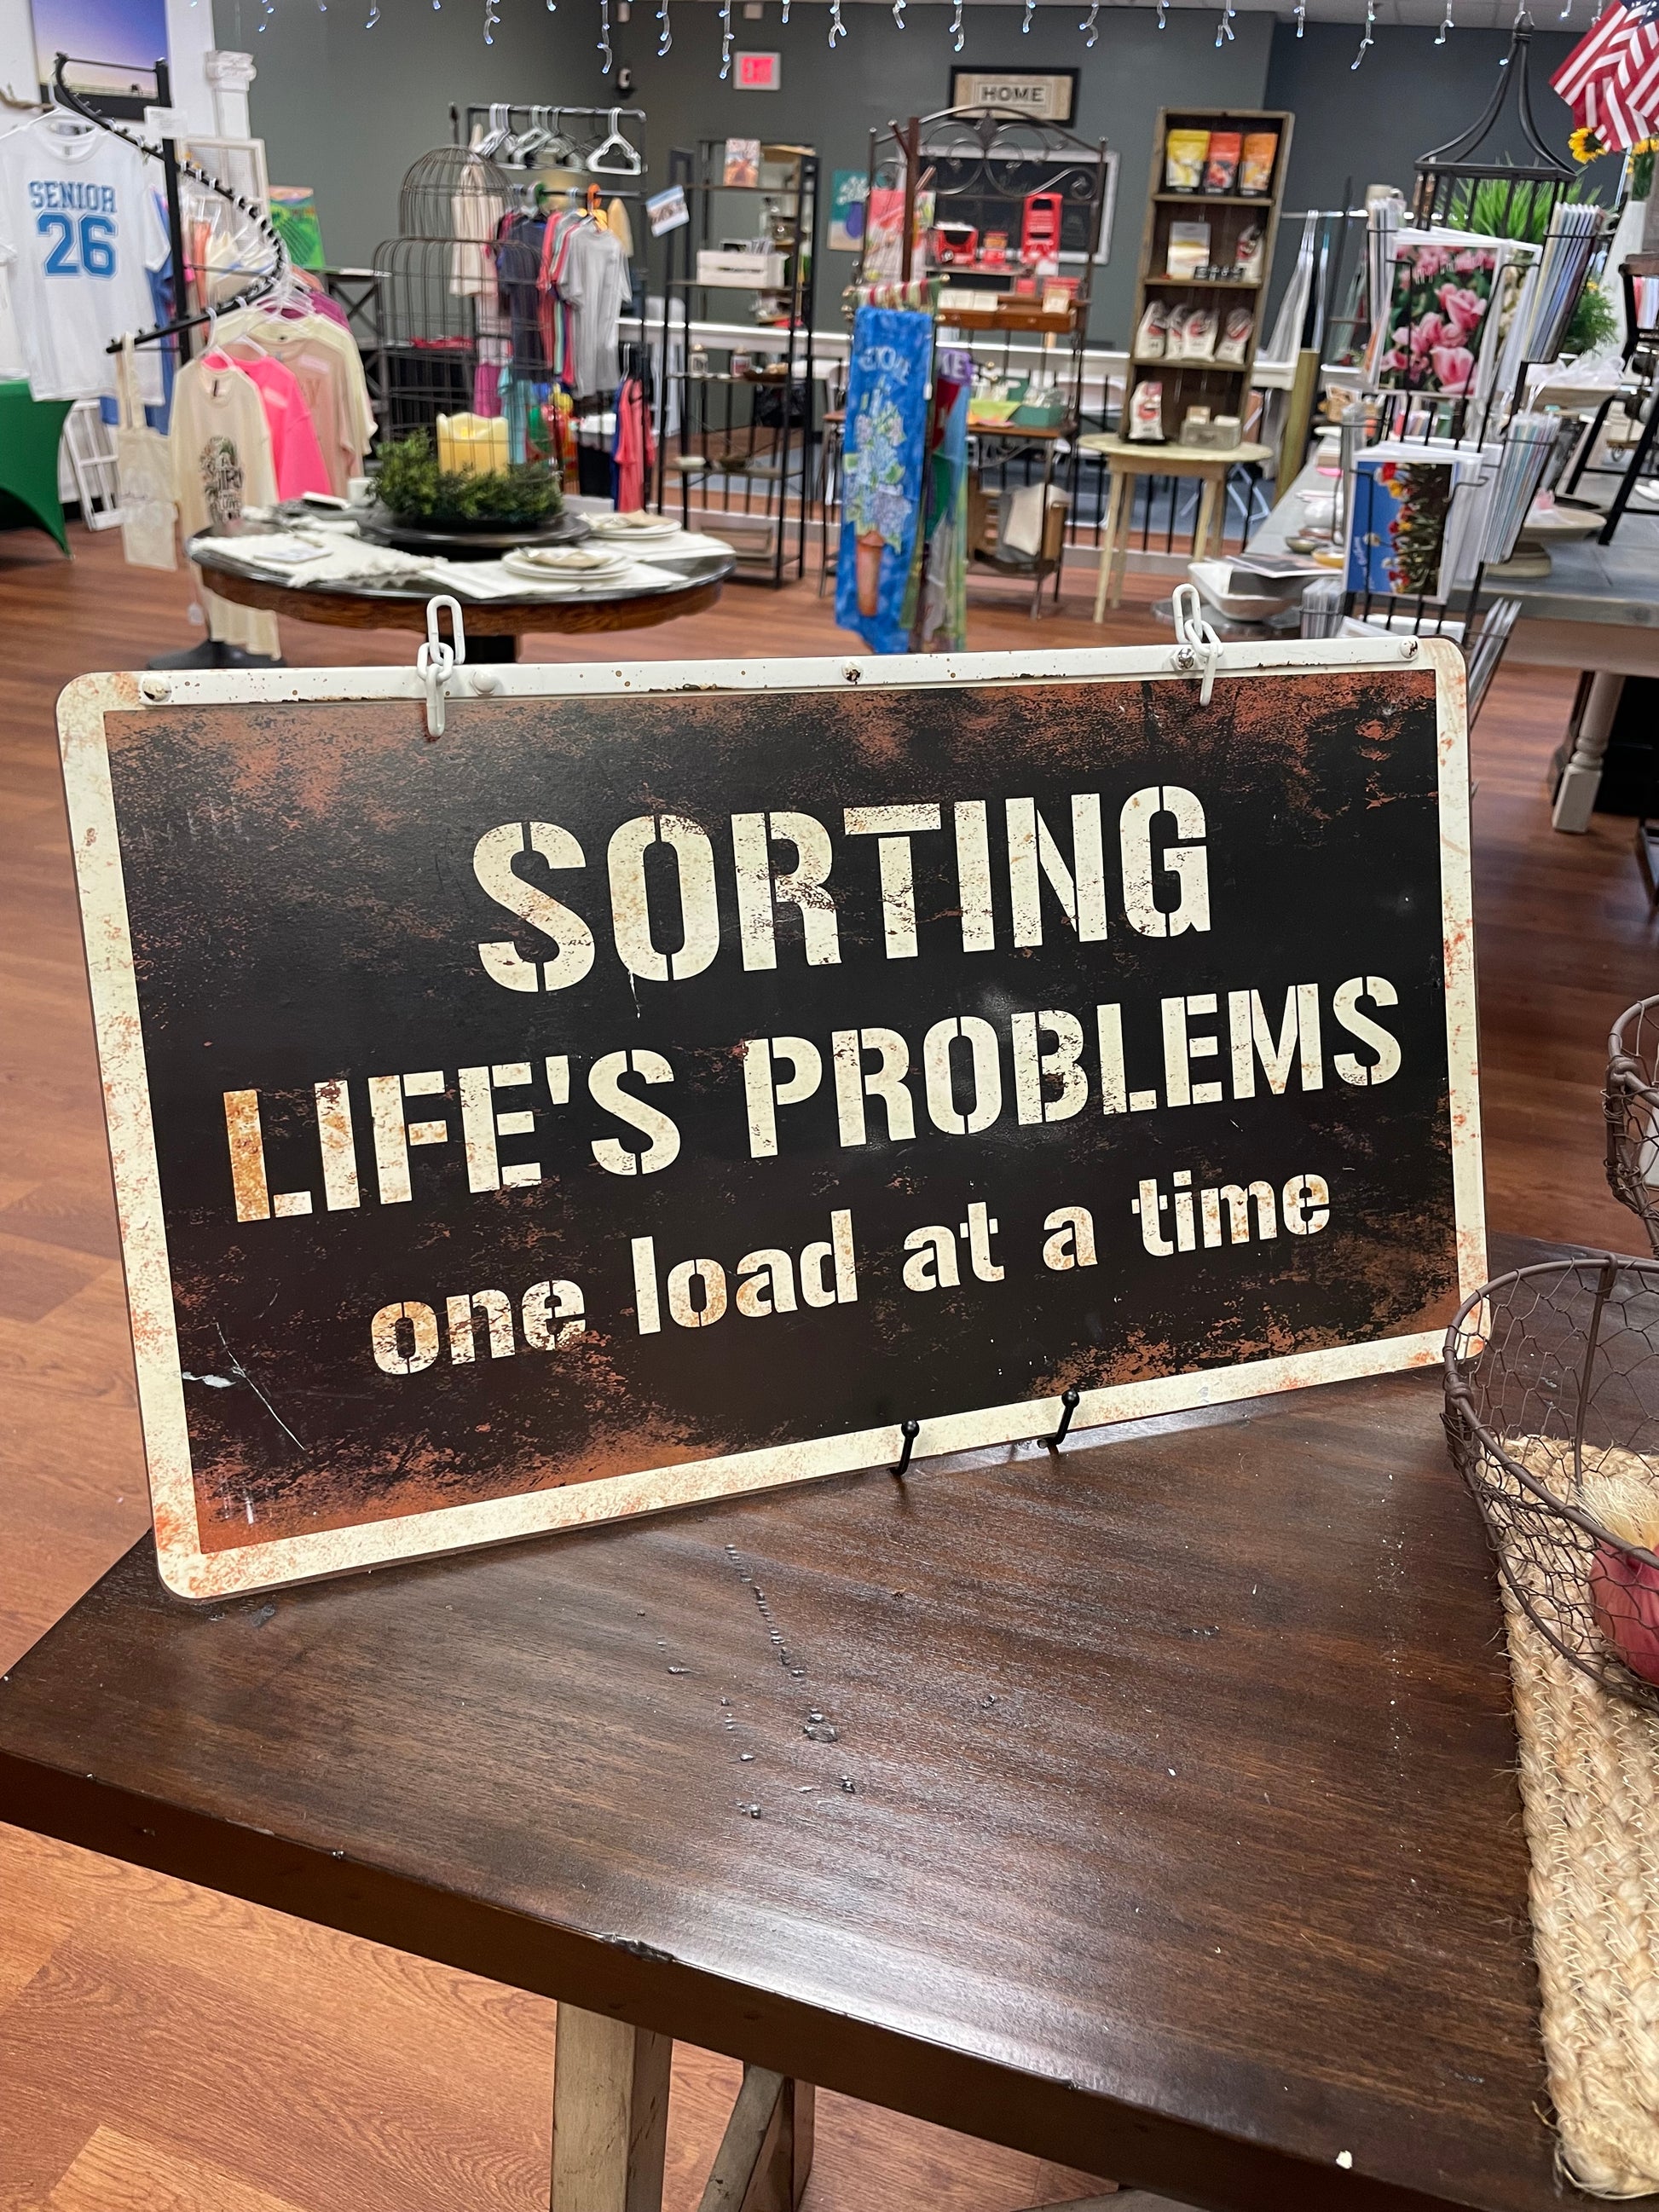 SENIOR
26
HOME
SORTING
LIFE'S PROBLEMS
one load at a time